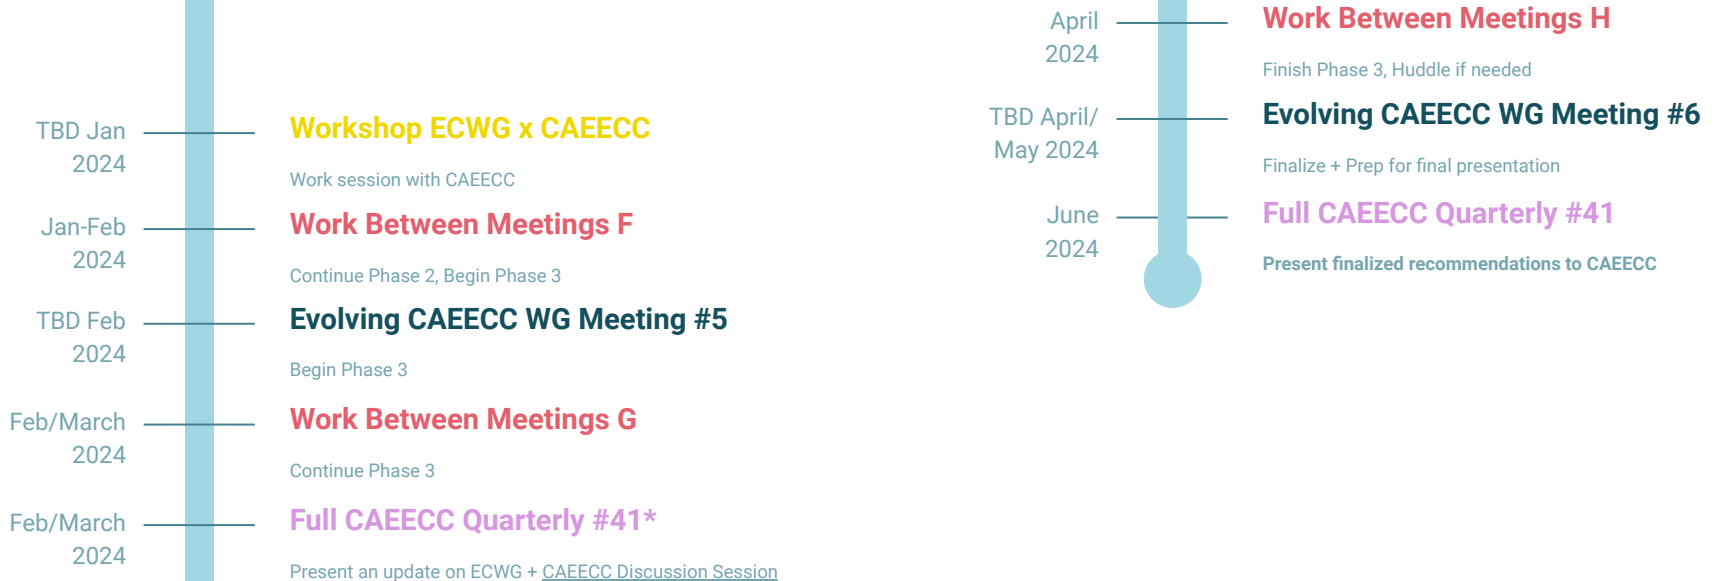 TBD Jan
2024
Workshop ECWG x CAEECC
Work session with CAEECC
Jan-Feb
2024
Work Between Meetings F
Continue Phase 2, Begin Phase 3
TBD Feb
2024
Evolving CAEECC WG Meeting #5
Begin Phase 3
Feb/March
2024
Work Between Meetings G
Continue Phase 3
Feb/March
2024
Full CAEECC Quarterly #41*
Present an update on ECWG + CAEECC Discussion Session
April
2024
Work Between Meetings H
Finish Phase 3, Huddle if needed
TBD April/
May 2024
Evolving CAEECC WG Meeting #6
Finalize + Prep for final presentation
June
2024
Full CAEECC Quarterly #41
Present finalized recommendations to CAEECC